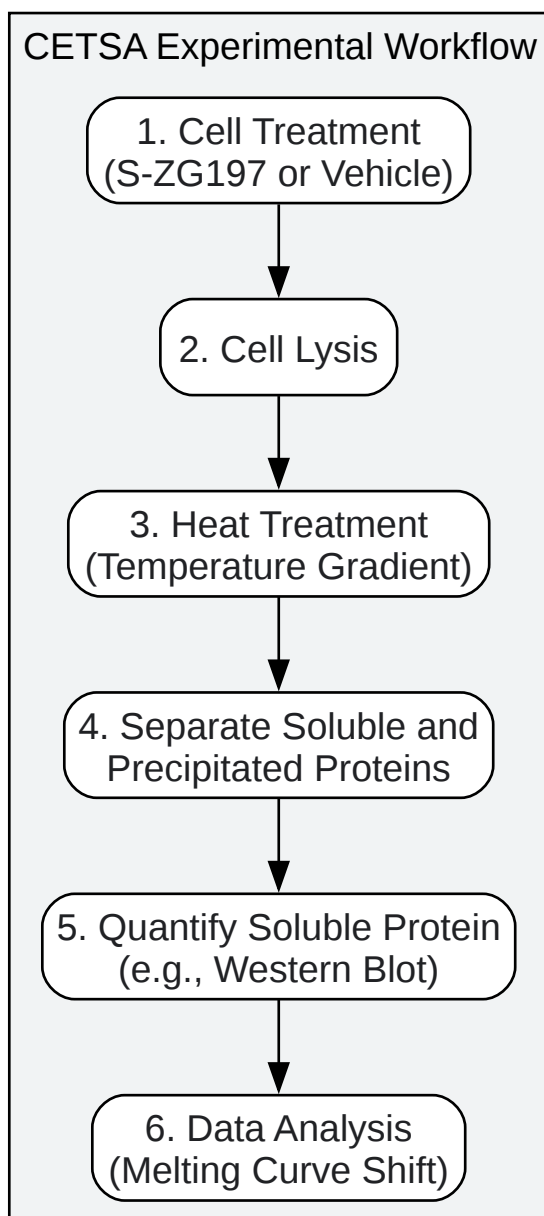 CETSA Experimental Workflow
1. Cell Treatment
(S-ZG197 or Vehicle)
2. Cell Lysis
3. Heat Treatment
(Temperature Gradient)
4. Separate Soluble and
Precipitated Proteins
5. Quantify Soluble Protein
(e.g., Western Blot)
6. Data Analysis
(Melting Curve Shift)